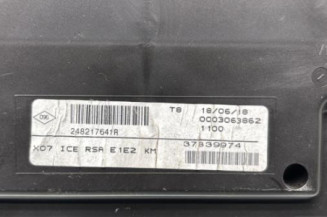 T8 18/06/18
0003063862
248217641R 1100
X07 ICE RSA E1E2 KM 37839974